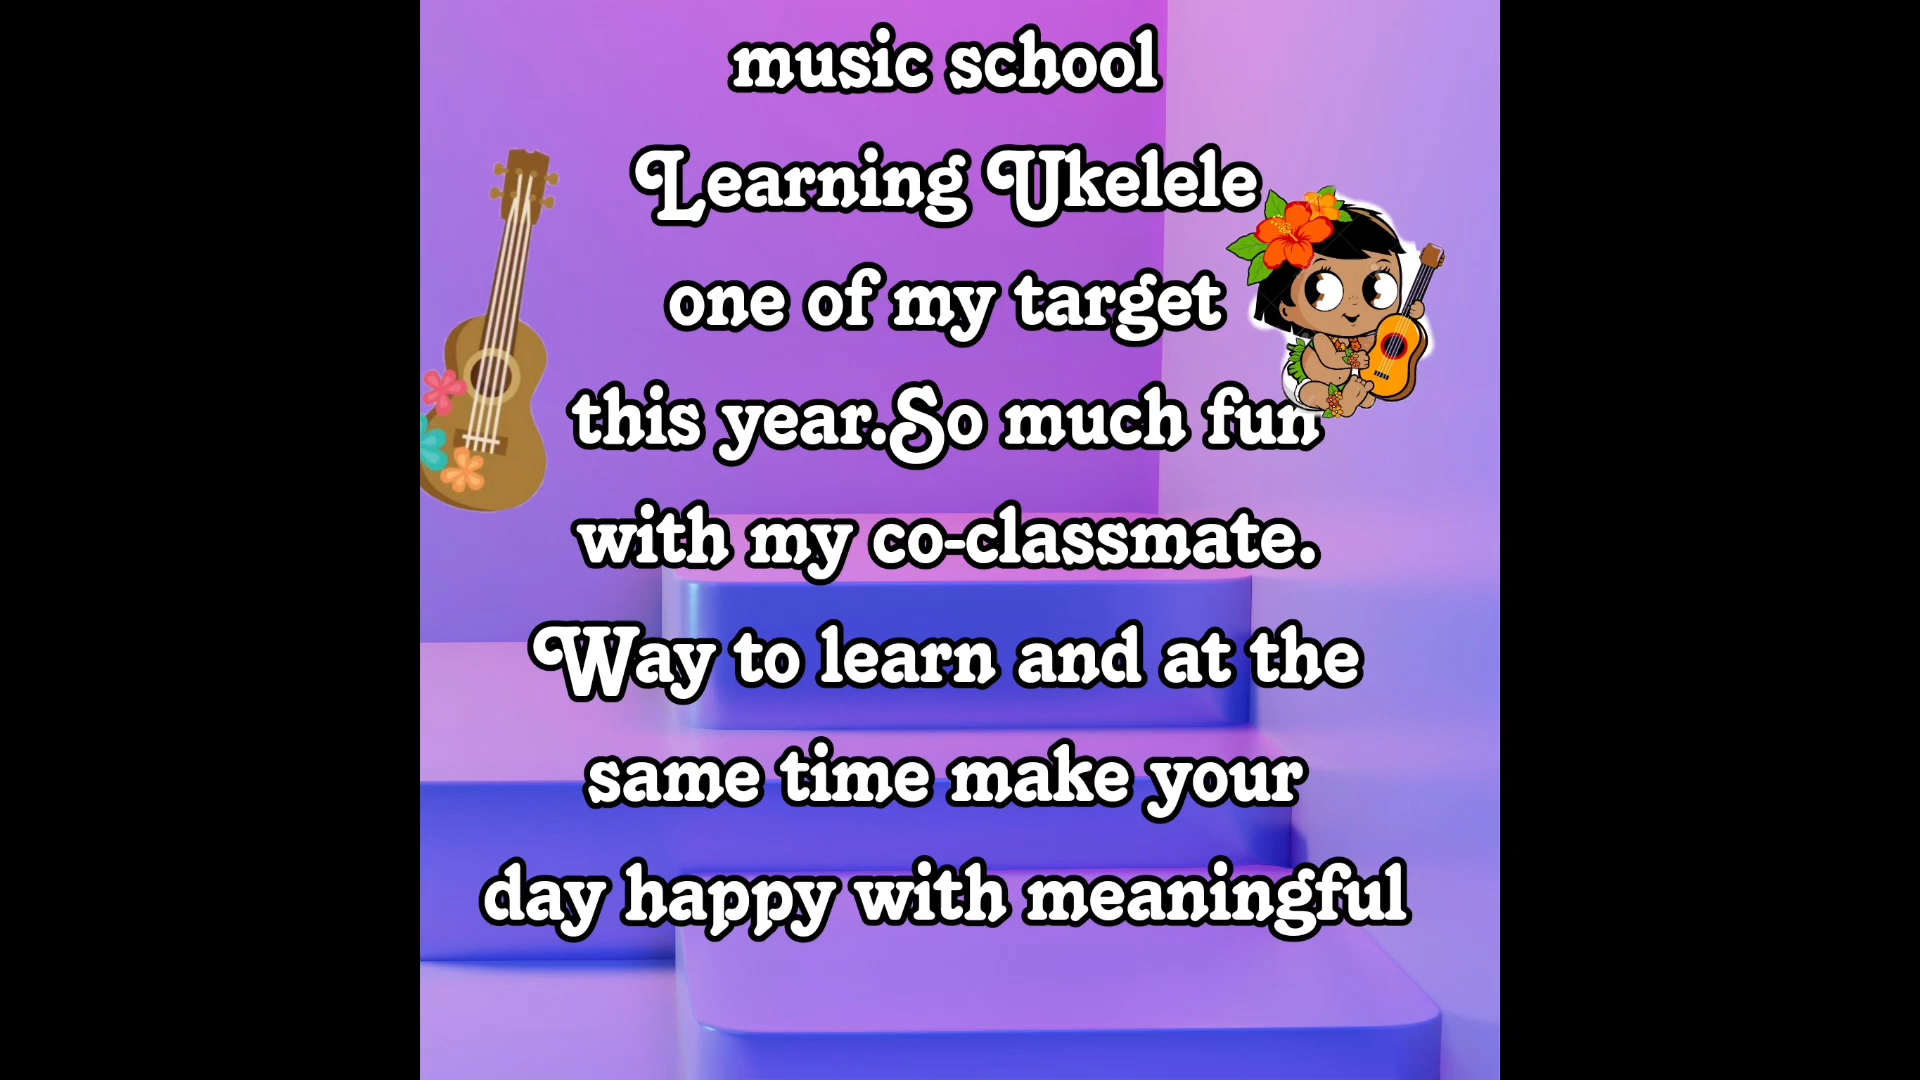 music school
Learning Ukelele
one of my target
this year.So much fun
with my co-classmate.
Way to learn and at the
same time make your
day happy with meaningful